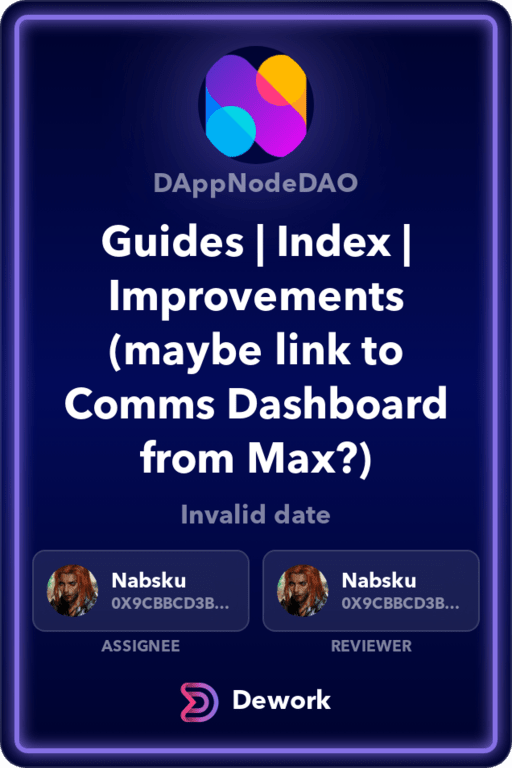 DAppNodeDAO
Guides | Index |
Improvements
(maybe link to
Comms Dashboard
from Max?)
Invalid date
Nabsku
0X9CBBCD3B...
ASSIGNEE
Nabsku
0X9CBBCD3B...
REVIEWER
Dework